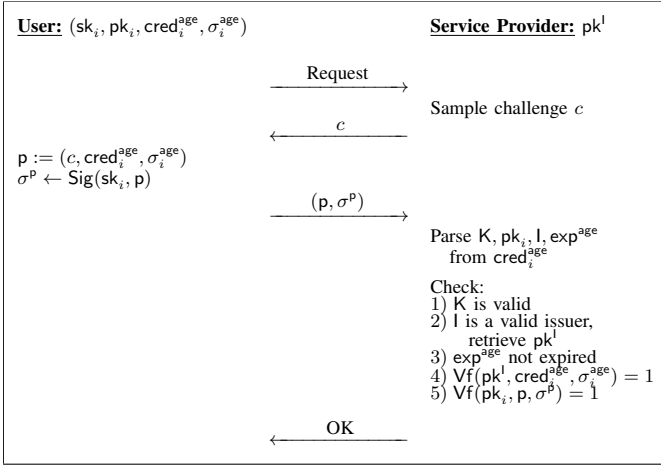 User: (sk_i, pk_i, cred_i^age, σ_i^age)
Service Provider: pk^I
Request
Sample challenge c
c
p := (c, cred_i^age, σ_i^age)
σ^p ← Sig(sk_i, p)
(p, σ^p)
Parse K, pk_i, I, exp^age
from cred_i^age
Check:
1) K is valid
2) I is a valid issuer,
retrieve pk^I
3) exp^age not expired
4) Vf(pk^I, cred_i^age, σ_i^age) = 1
5) Vf(pk_i, p, σ^p) = 1
OK